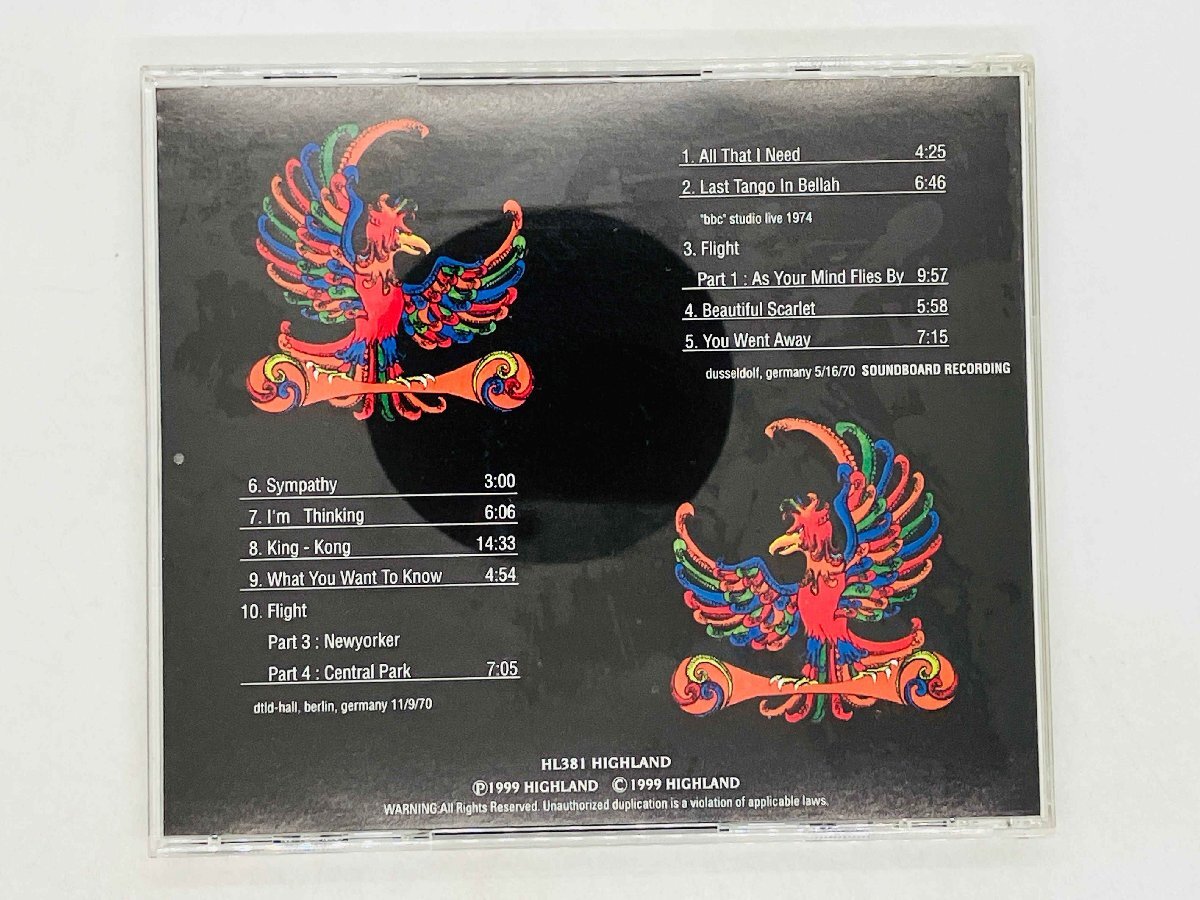 1. All That I Need 4:25
2. Last Tango In Bellah 6:46
"bbc" studio live 1974
3. Flight
Part 1 : As Your Mind Flies By 9:57
4. Beautiful Scarlet 5:58
5. You Went Away 7:15
dusseldolf, germany 5/16/70 SOUNDBOARD RECORDING
6. Sympathy 3:00
7. I'm Thinking 6:06
8. King - Kong 14:33
9. What You Want To Know 4:54
10. Flight
Part 3 : Newyorker
Part 4 : Central Park 7:05
dtld-hall, berlin, germany 11/9/70
HL381 HIGHLAND
Ⓟ1999 HIGHLAND ©1999 HIGHLAND
WARNING:All Rights Reserved. Unauthorized duplication is a violation of applicable laws.